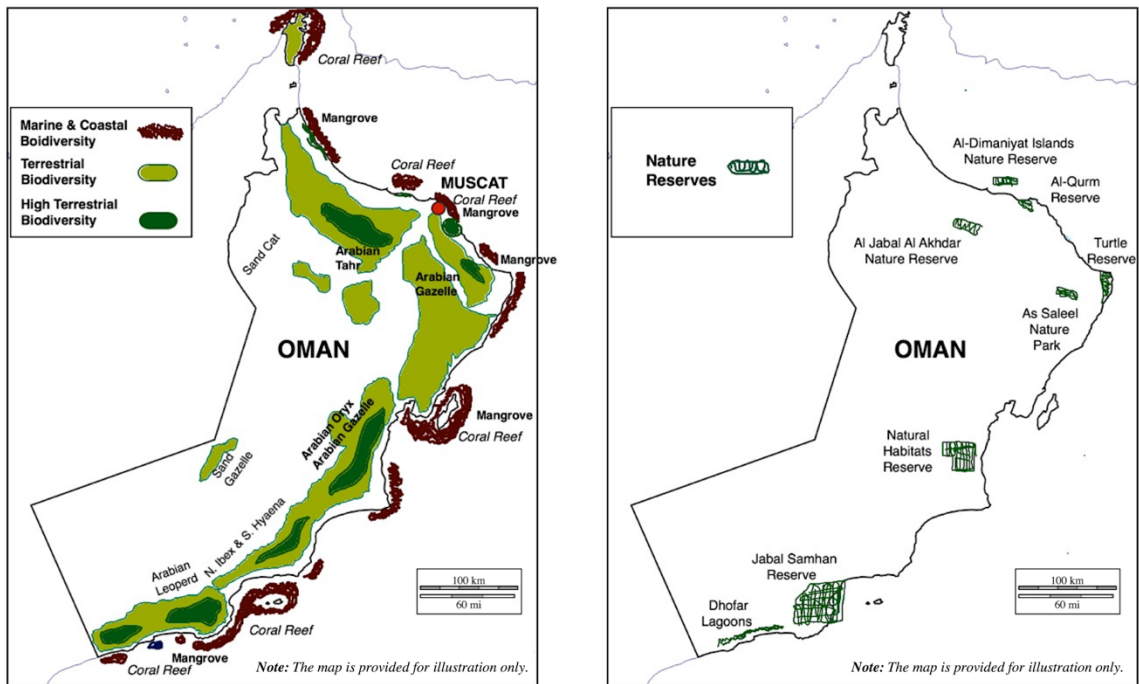 Coral Reef
Marine & Coastal
Boidiversity
Terrestrial
Biodiversity
High Terrestrial
Biodiversity
Mangrove
Coral Reef
MUSCAT
Coral Reef
Mangrove
Mangrove
Sand Cat
Arabian
Tahr
Arabian
Gazelle
OMAN
Mangrove
Coral Reef
Arabian Oryx
Arabian Gazelle
Sand
Gazelle
N. Ibex & S. Hyaena
Arabian
Leoperd
100 km
60 mi
Coral Reef
Mangrove
Coral Reef
Note: The map is provided for illustration only.
Nature
Reserves
Al-Dimaniyat Islands
Nature Reserve
Al-Qurm
Reserve
Al Jabal Al Akhdar
Nature Reserve
Turtle
Reserve
As Saleel
Nature
Park
OMAN
Natural
Habitats
Reserve
Jabal Samhan
Reserve
Dhofar
Lagoons
100 km
60 mi
Note: The map is provided for illustration only.